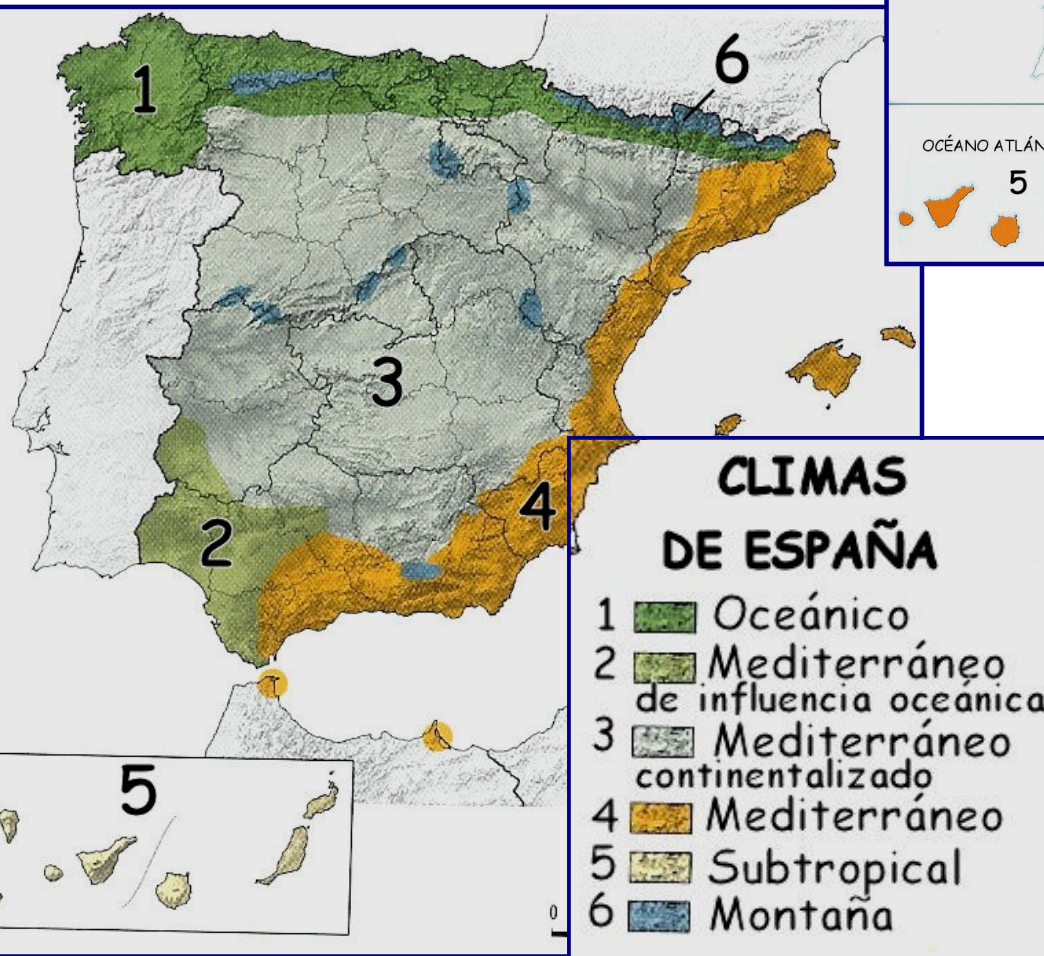 6
1
OCÉANO ATLÁN
5
3
2
4
5
0
CLIMAS
DE ESPAÑA
1 Oceánico
2 Mediterráneo
de influencia oceánica
3 Mediterráneo
continentalizado
4 Mediterráneo
5 Subtropical
6 Montaña